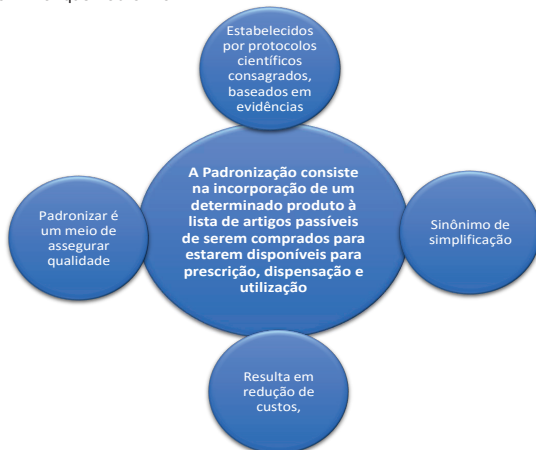 Estabelecidos
por protocolos
científicos
consagrados,
baseados em
evidências
A Padronização consiste
na incorporação de um
determinado produto à
lista de artigos passíveis
de serem comprados para
estarem disponíveis para
prescrição, dispensação e
utilização
Padronizar é
um meio de
assegurar
qualidade
Sinônimo de
simplificação
Resulta em
redução de
custos,